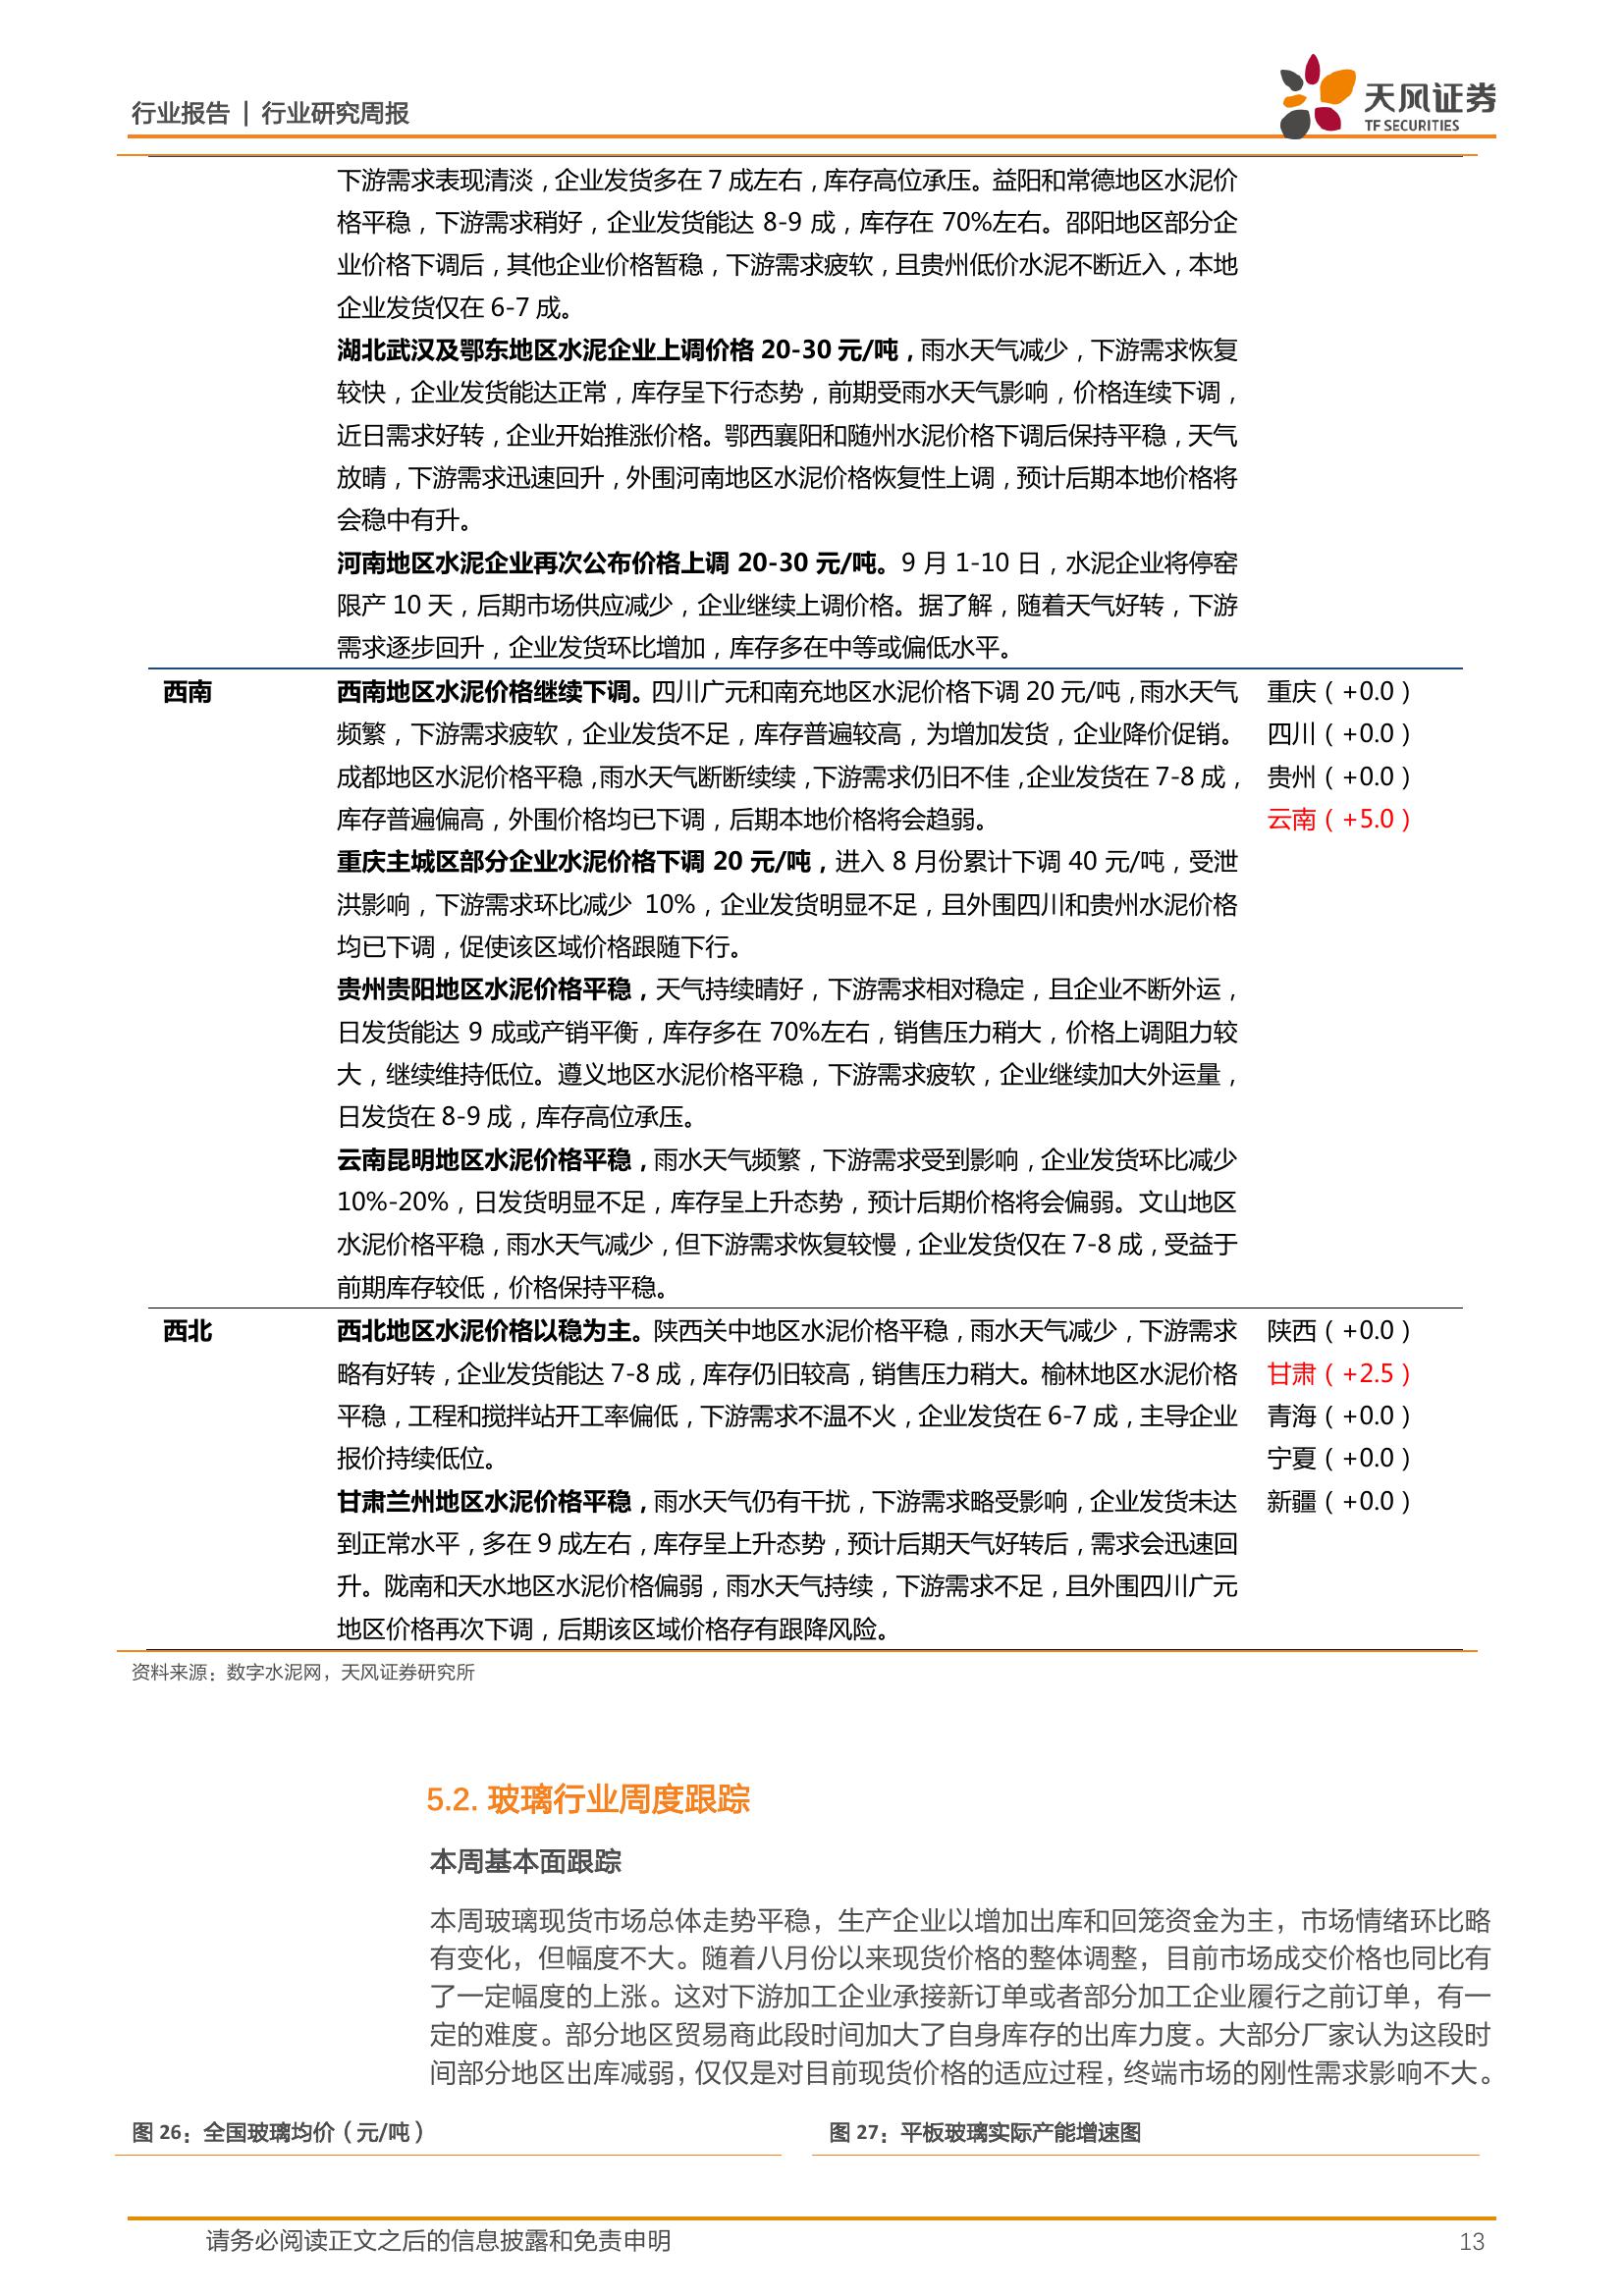 行业报告 | 行业研究周报
天风证券
TF SECURITIES
下游需求表现清淡，企业发货多在 7 成左右，库存高位承压。益阳和常德地区水泥价
格平稳，下游需求稍好，企业发货能达 8-9 成，库存在 70%左右。邵阳地区部分企
业价格下调后，其他企业价格暂稳，下游需求疲软，且贵州低价水泥不断近入，本地
企业发货仅在 6-7 成。
湖北武汉及鄂东地区水泥企业上调价格 20-30 元/吨，雨水天气减少，下游需求恢复
较快，企业发货能达正常，库存呈下行态势，前期受雨水天气影响，价格连续下调，
近日需求好转，企业开始推涨价格。鄂西襄阳和随州水泥价格下调后保持平稳，天气
放晴，下游需求迅速回升，外围河南地区水泥价格恢复性上调，预计后期本地价格将
会稳中有升。
河南地区水泥企业再次公布价格上调 20-30 元/吨。9 月 1-10 日，水泥企业将停窑
限产 10 天，后期市场供应减少，企业继续上调价格。据了解，随着天气好转，下游
需求逐步回升，企业发货环比增加，库存多在中等或偏低水平。
西南
西南地区水泥价格继续下调。四川广元和南充地区水泥价格下调 20 元/吨，雨水天气
频繁，下游需求疲软，企业发货不足，库存普遍较高，为增加发货，企业降价促销。
成都地区水泥价格平稳，雨水天气断断续续，下游需求仍旧不佳，企业发货在 7-8 成，
库存普遍偏高，外围价格均已下调，后期本地价格将会趋弱。
重庆主城区部分企业水泥价格下调 20 元/吨，进入 8 月份累计下调 40 元/吨，受泄
洪影响，下游需求环比减少 10%，企业发货明显不足，且外围四川和贵州水泥价格
均已下调，促使该区域价格跟随下行。
贵州贵阳地区水泥价格平稳，天气持续晴好，下游需求相对稳定，且企业不断外运，
日发货能达 9 成或产销平衡，库存多在 70%左右，销售压力稍大，价格上调阻力较
大，继续维持低位。遵义地区水泥价格平稳，下游需求疲软，企业继续加大外运量，
日发货在 8-9 成，库存高位承压。
云南昆明地区水泥价格平稳，雨水天气频繁，下游需求受到影响，企业发货环比减少
10%-20%，日发货明显不足，库存呈上升态势，预计后期价格将会偏弱。文山地区
水泥价格平稳，雨水天气减少，但下游需求恢复较慢，企业发货仅在 7-8 成，受益于
前期库存较低，价格保持平稳。
重庆（+0.0）
四川（+0.0）
贵州（+0.0）
云南（+5.0）
西北
西北地区水泥价格以稳为主。陕西关中地区水泥价格平稳，雨水天气减少，下游需求
略有好转，企业发货能达 7-8 成，库存仍旧较高，销售压力稍大。榆林地区水泥价格
平稳，工程和搅拌站开工率偏低，下游需求不温不火，企业发货在 6-7 成，主导企业
报价持续低位。
甘肃兰州地区水泥价格平稳，雨水天气仍有干扰，下游需求略受影响，企业发货未达
到正常水平，多在 9 成左右，库存呈上升态势，预计后期天气好转后，需求会迅速回
升。陇南和天水地区水泥价格偏弱，雨水天气持续，下游需求不足，且外围四川广元
地区价格再次下调，后期该区域价格存有跟降风险。
陕西（+0.0）
甘肃（+2.5）
青海（+0.0）
宁夏（+0.0）
新疆（+0.0）
资料来源：数字水泥网，天风证券研究所
5.2. 玻璃行业周度跟踪
本周基本面跟踪
本周玻璃现货市场总体走势平稳，生产企业以增加出库和回笼资金为主，市场情绪环比略
有变化，但幅度不大。随着八月份以来现货价格的整体调整，目前市场成交价格也同比有
了一定幅度的上涨。这对下游加工企业承接新订单或者部分加工企业履行之前订单，有一
定的难度。部分地区贸易商此段时间加大了自身库存的出库力度。大部分厂家认为这段时
间部分地区出库减弱，仅仅是对目前现货价格的适应过程，终端市场的刚性需求影响不大。
图 26：全国玻璃均价（元/吨）
图 27：平板玻璃实际产能增速图
请务必阅读正文之后的信息披露和免责申明
13